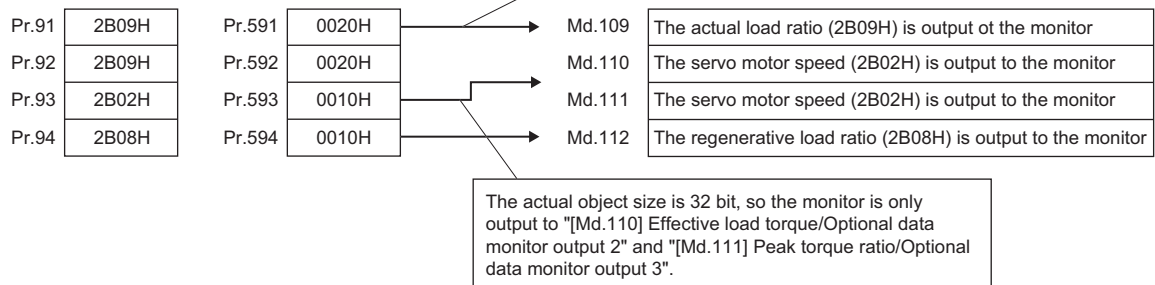 Pr.91 2B09H Pr.591 0020H Md.109 The actual load ratio (2B09H) is output ot the monitor
Pr.92 2B09H Pr.592 0020H Md.110 The servo motor speed (2B02H) is output to the monitor
Pr.93 2B02H Pr.593 0010H Md.111 The servo motor speed (2B02H) is output to the monitor
Pr.94 2B08H Pr.594 0010H Md.112 The regenerative load ratio (2B08H) is output to the monitor
The actual object size is 32 bit, so the monitor is only
output to "[Md.110] Effective load torque/Optional data
monitor output 2" and "[Md.111] Peak torque ratio/Optional
data monitor output 3".